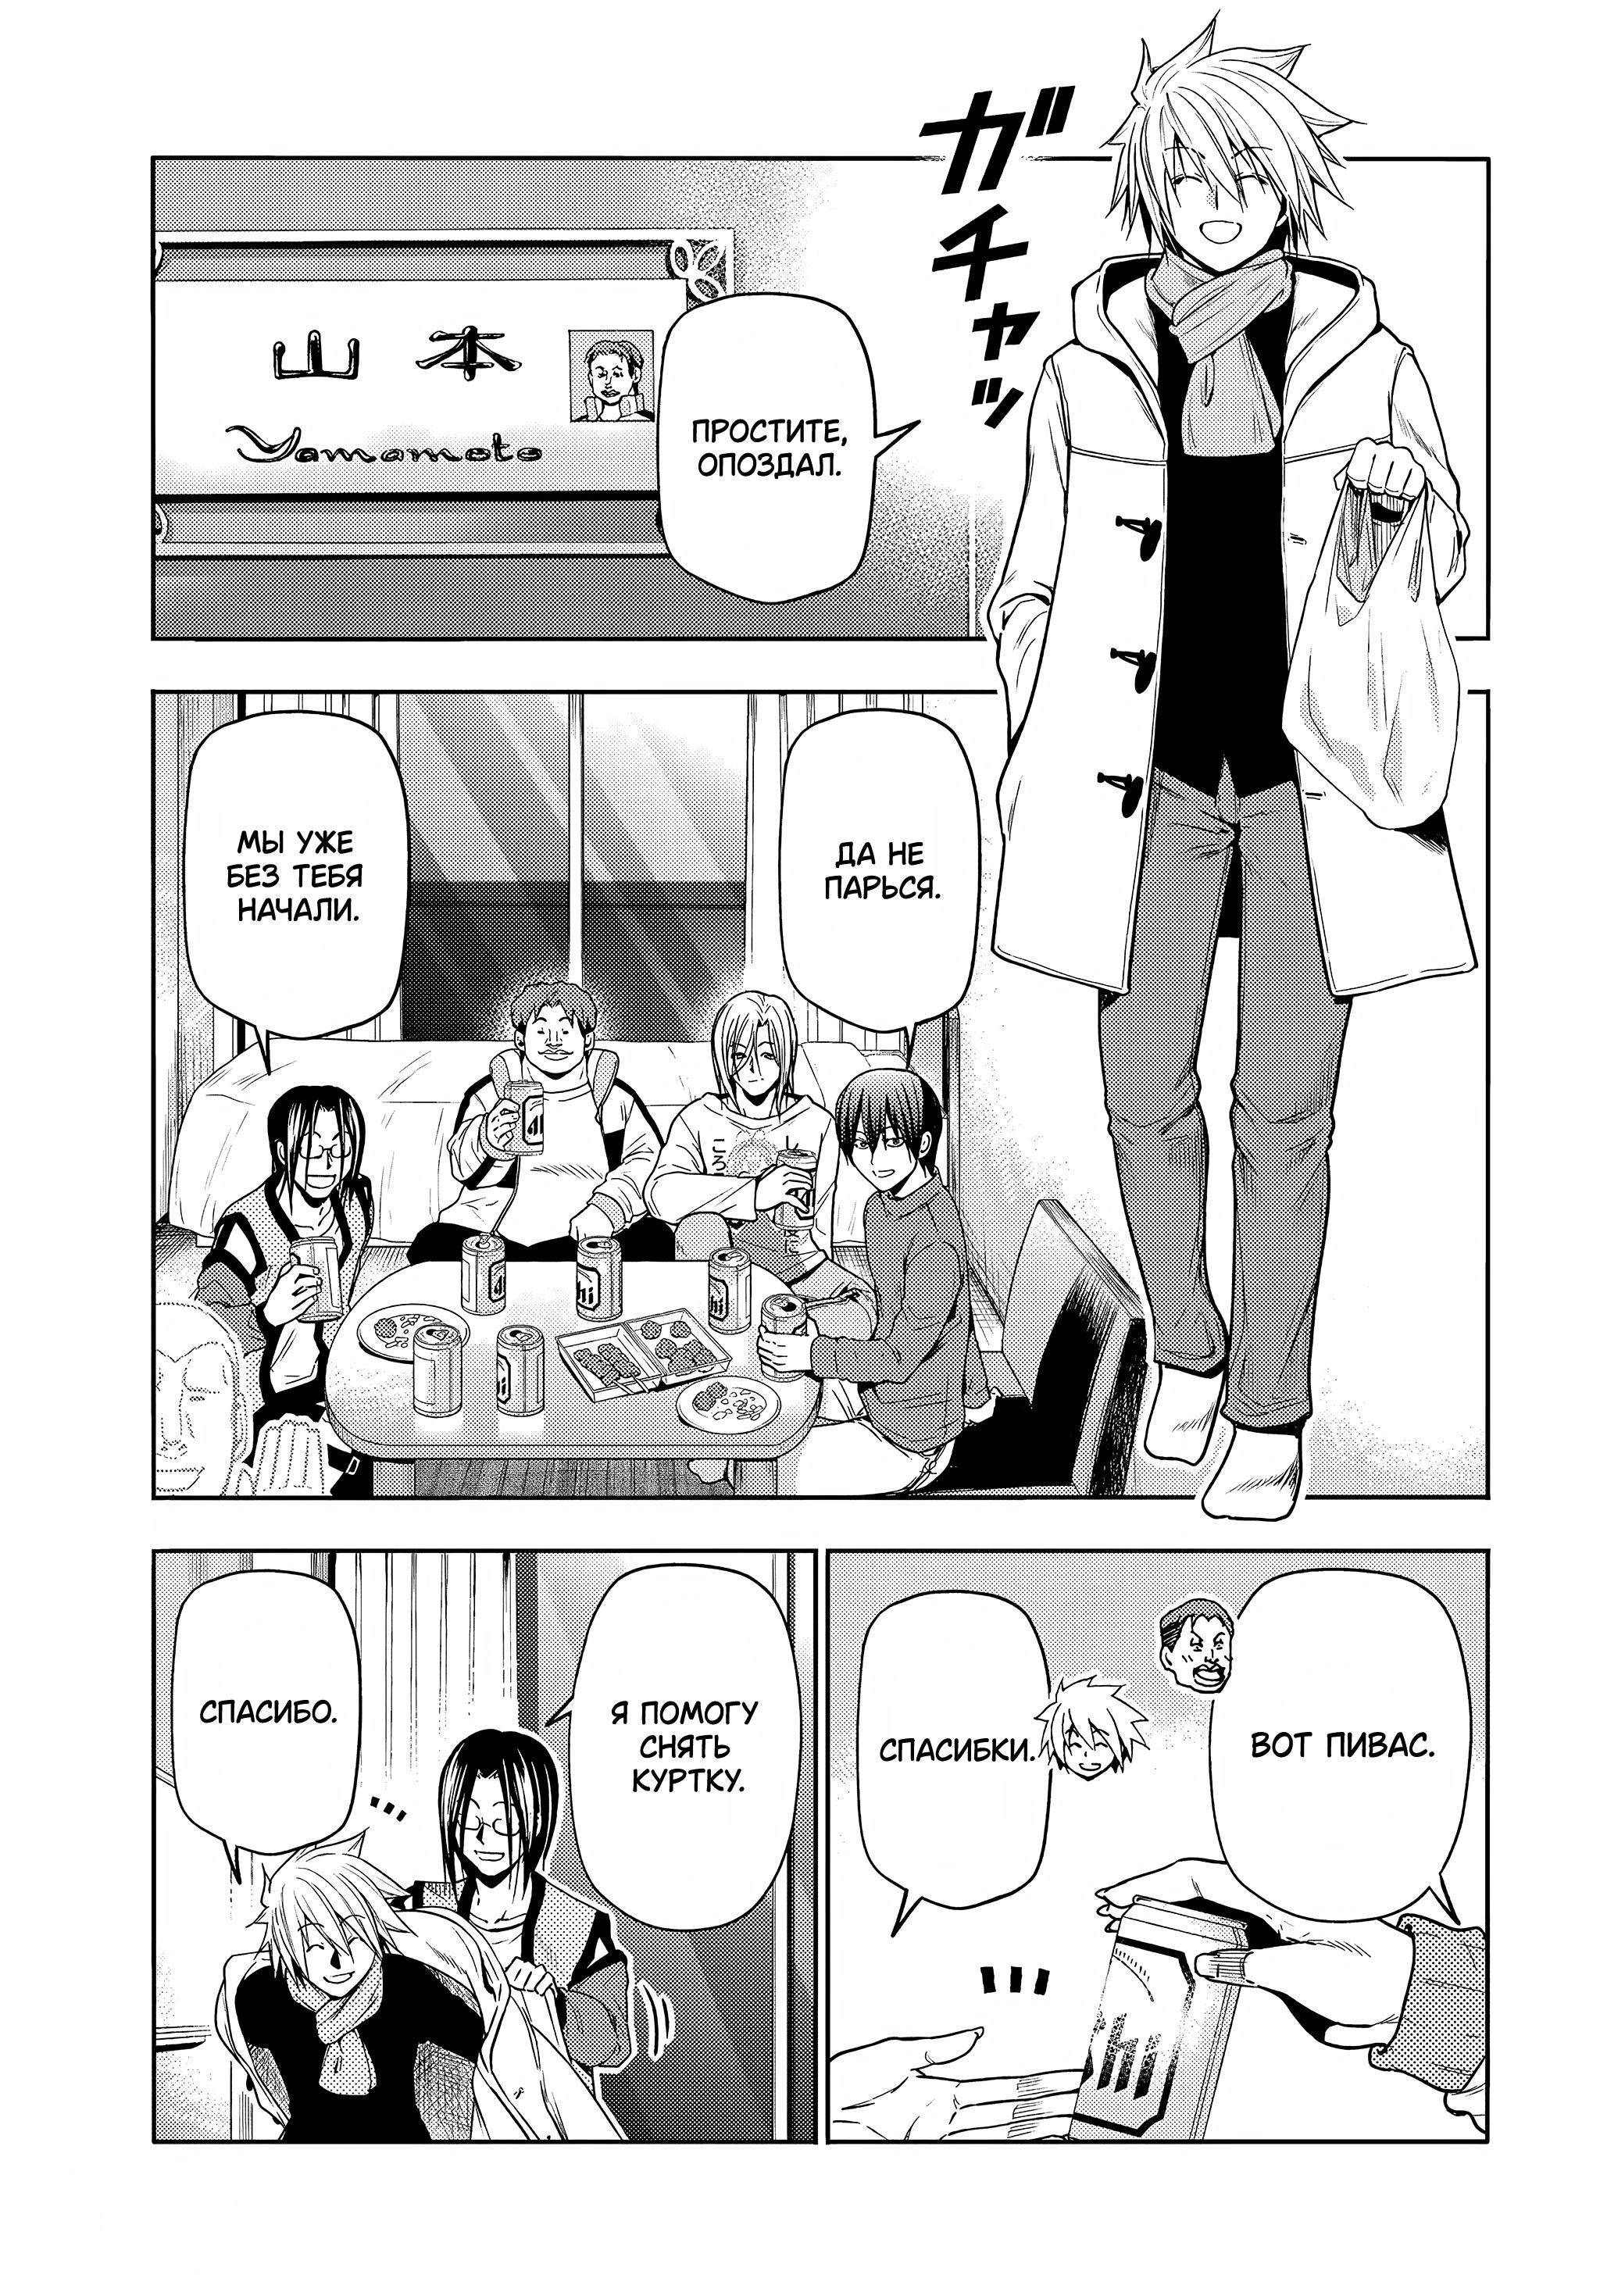 ガチャッ
山本
Yamamoto
ПРОСТИТЕ,
ОПОЗДАЛ.
ДА НЕ
ПАРЬСЯ.
МЫ УЖЕ
БЕЗ ТЕБЯ
НАЧАЛИ.
ВОТ ПИВАС.
СПАСИБКИ.
Я ПОМОГУ
СНЯТЬ
КУРТКУ.
СПАСИБО.